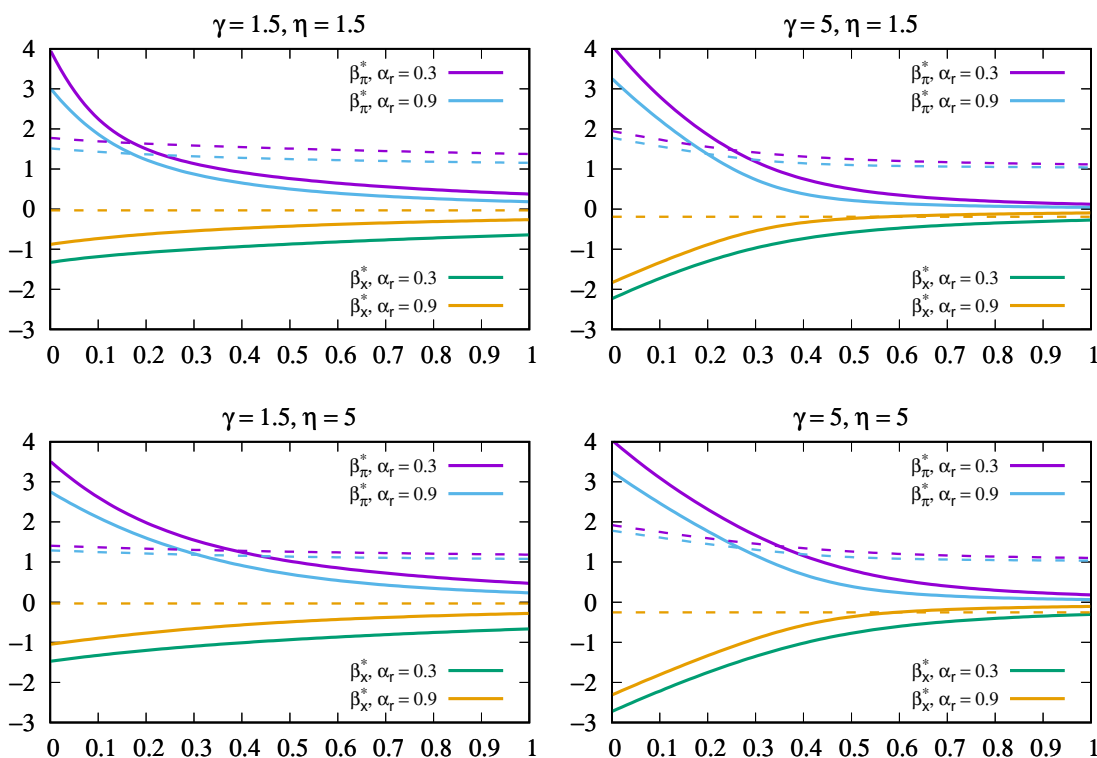 γ = 1.5, η = 1.5
4
3
2
1
0
−1
−2
−3
β*π, αr = 0.3
β*π, αr = 0.9
β*x, αr = 0.3
β*x, αr = 0.9
0 0.1 0.2 0.3 0.4 0.5 0.6 0.7 0.8 0.9 1
γ = 5, η = 1.5
4
3
2
1
0
−1
−2
−3
β*π, αr = 0.3
β*π, αr = 0.9
β*x, αr = 0.3
β*x, αr = 0.9
0 0.1 0.2 0.3 0.4 0.5 0.6 0.7 0.8 0.9 1
γ = 1.5, η = 5
4
3
2
1
0
−1
−2
−3
β*π, αr = 0.3
β*π, αr = 0.9
β*x, αr = 0.3
β*x, αr = 0.9
0 0.1 0.2 0.3 0.4 0.5 0.6 0.7 0.8 0.9 1
γ = 5, η = 5
4
3
2
1
0
−1
−2
−3
β*π, αr = 0.3
β*π, αr = 0.9
β*x, αr = 0.3
β*x, αr = 0.9
0 0.1 0.2 0.3 0.4 0.5 0.6 0.7 0.8 0.9 1